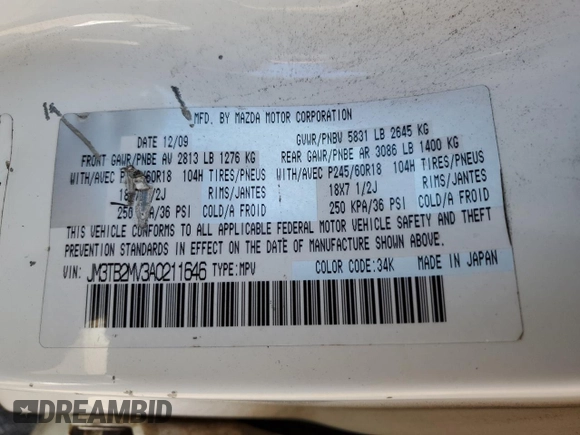 MFD. BY MAZDA MOTOR CORPORATION
DATE 12/09 GVWR/PNBV 5831 LB 2645 KG
FRONT GAWR/PNBE AV 2813 LB 1276 KG REAR GAWR/PNBE AR 3086 LB 1400 KG
WITH/AVEC 60R18 104H TIRES/PNEUS WITH/AVEC P245/60R18 104H TIRES/PNEUS
18X 1/2J RIMS/JANTES 18X7 1/2J RIMS/JANTES
250 A/36 PSI COLD/A FROID 250 KPA/36 PSI COLD/A FROID
THIS VEHICLE CONFORMS TO ALL APPLICABLE FEDERAL MOTOR VEHICLE SAFETY AND THEFT
PREVENTION STANDARDS IN EFFECT ON THE DATE OF MANUFACTURE SHOWN ABOVE.
VIN: JM3TB2MV3A0211646 TYPE:MPV COLOR CODE:34K MADE IN JAPAN
DREAMBID